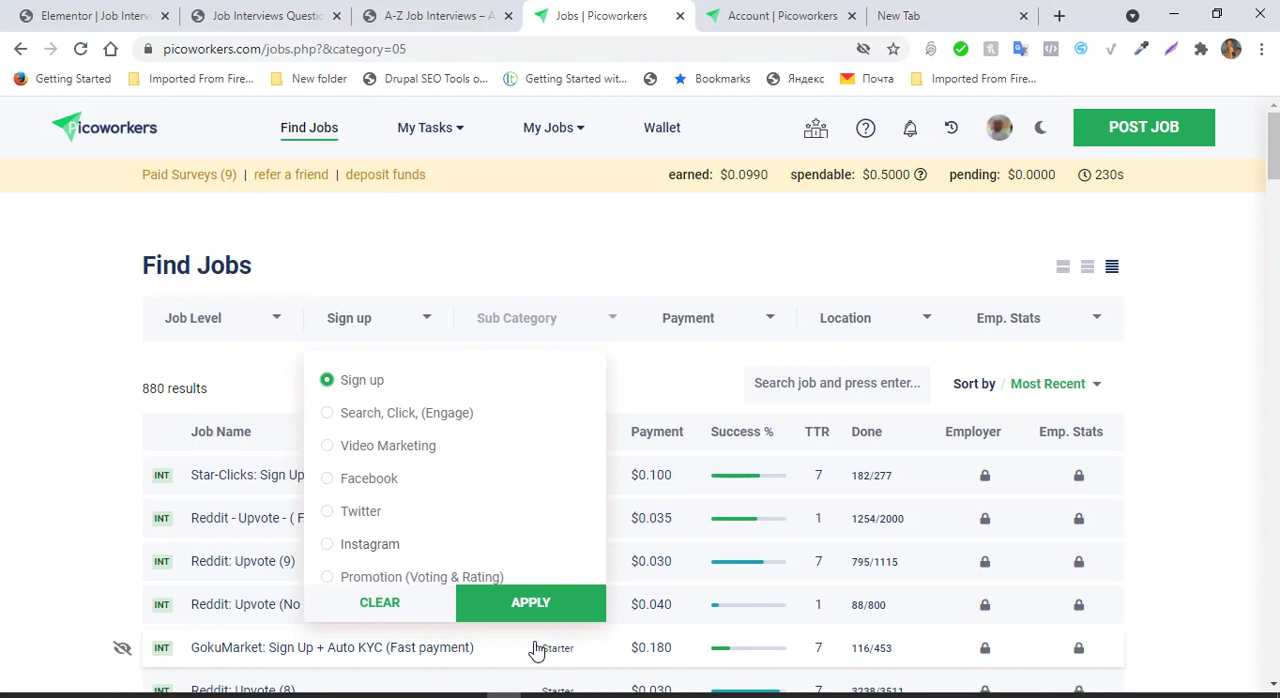 Elementor | Job Interv
Job Interviews Questic
A-Z Job Interviews – A
Jobs | Picoworkers
Account | Picoworkers
New Tab
picoworkers.com/jobs.php?&category=05
Getting Started
Imported From Fire...
New folder
Drupal SEO Tools o...
Getting Started wit...
Bookmarks
Яндекс
Почта
Imported From Fire...
Picoworkers
Find Jobs
My Tasks
My Jobs
Wallet
POST JOB
Paid Surveys (9) | refer a friend | deposit funds
earned: $0.0990 spendable: $0.5000 pending: $0.0000 230s
Find Jobs
Job Level
Sign up
Sub Category
Payment
Location
Emp. Stats
880 results
Search job and press enter...
Sort by / Most Recent
Sign up
Search, Click, (Engage)
Video Marketing
Facebook
Twitter
Instagram
Promotion (Voting & Rating)
CLEAR
APPLY
Job Name Payment Success % TTR Done Employer Emp. Stats
INT Star-Clicks: Sign Up $0.100 7 182/277
INT Reddit - Upvote - ( F $0.035 1 1254/2000
INT Reddit: Upvote (9) $0.030 7 795/1115
INT Reddit: Upvote (No $0.040 1 88/800
INT GokuMarket: Sign Up + Auto KYC (Fast payment) Starter $0.180 7 116/453
INT Reddit: Upvote (8) Starter $0.030 7 3238/3511